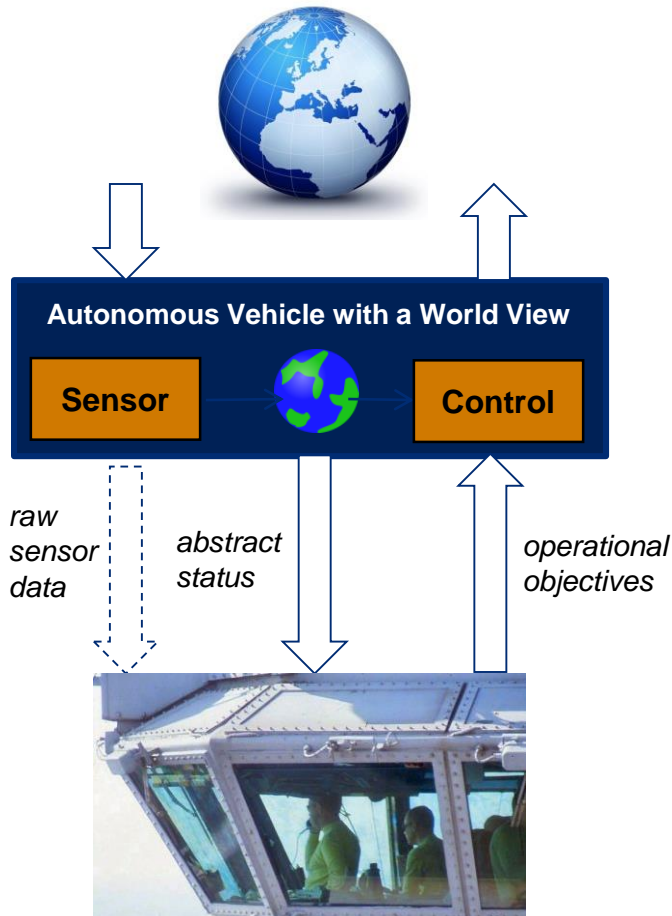 Autonomous Vehicle with a World View
Sensor
Control
raw
sensor
data
abstract
status
operational
objectives